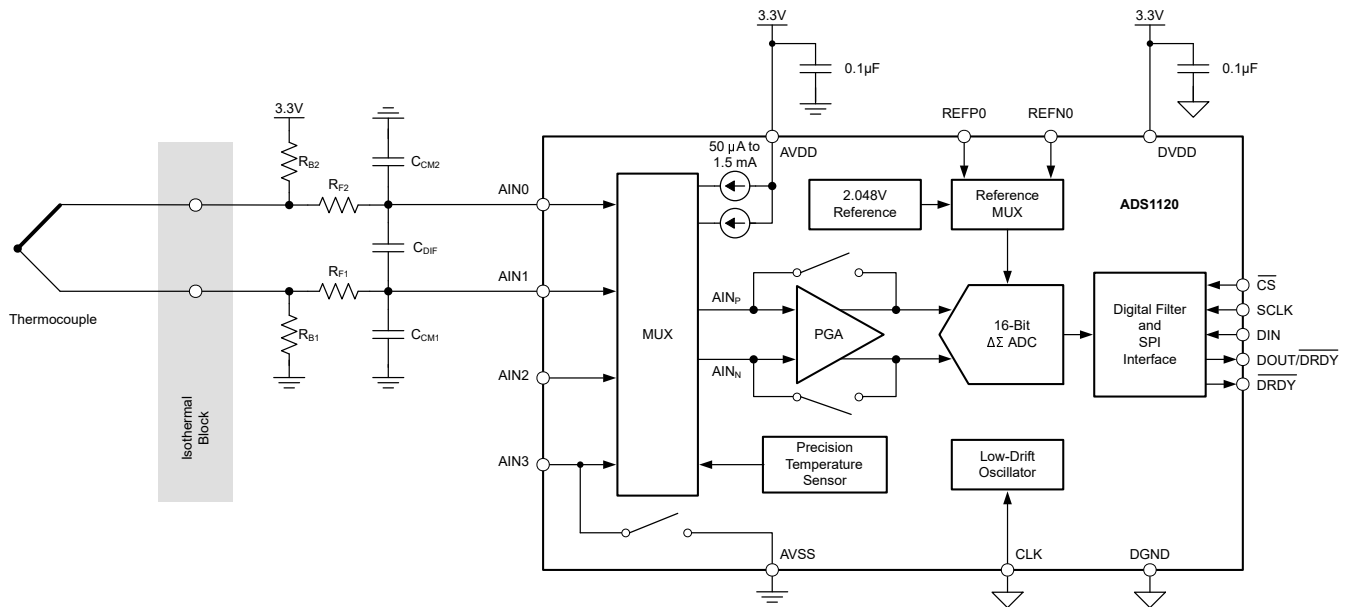 3.3V
0.1µF
3.3V
0.1µF
3.3V
R_B2
R_F2
C_CM2
C_DIF
R_F1
R_B1
C_CM1
Thermocouple
Isothermal
Block
AIN0
AIN1
AIN2
AIN3
MUX
50 µA to
1.5 mA
AVDD
REFP0
REFN0
DVDD
2.048V
Reference
Reference
MUX
ADS1120
AIN_P
AIN_N
PGA
16-Bit
ΔΣ ADC
Digital Filter
and
SPI
Interface
C̅S̅
SCLK
DIN
DOUT/D̅R̅D̅Y̅
D̅R̅D̅Y̅
Precision
Temperature
Sensor
Low-Drift
Oscillator
AVSS
CLK
DGND